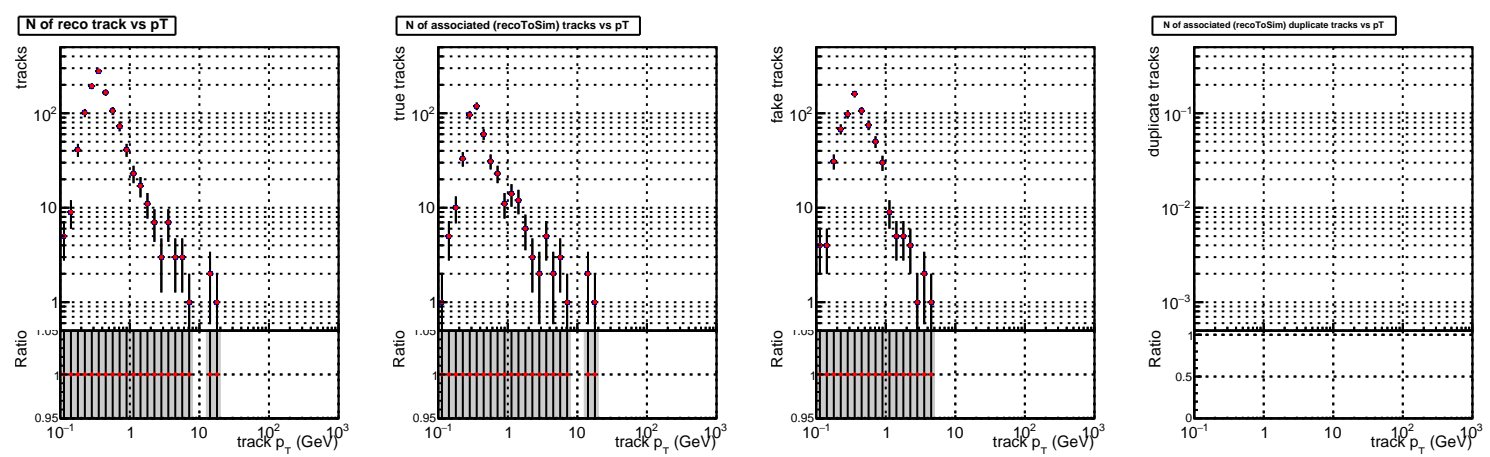 N of reco track vs pT
tracks
10²
10
1
Ratio
1.05
1
0.95
10⁻¹ 1 10 10² 10³
track p_T (GeV)
N of associated (recoToSim) tracks vs pT
true tracks
10²
10
1
Ratio
1.05
1
0.95
10⁻¹ 1 10 10² 10³
track p_T (GeV)
fake tracks
10²
10
1
Ratio
1.05
1
0.95
10⁻¹ 1 10 10² 10³
track p_T (GeV)
N of associated (recoToSim) duplicate tracks vs pT
duplicate tracks
10⁻¹
10⁻²
10⁻³
Ratio
1
0.5
0
10⁻¹ 1 10 10² 10³
track p_T (GeV)